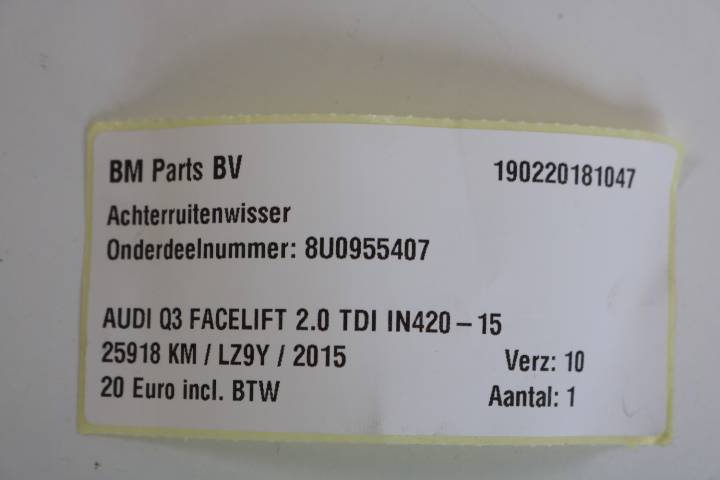 BM Parts BV 190220181047
Achterruitenwisser
Onderdeelnummer: 8U0955407
AUDI Q3 FACELIFT 2.0 TDI IN420 – 15
25918 KM / LZ9Y / 2015 Verz: 10
20 Euro incl. BTW Aantal: 1